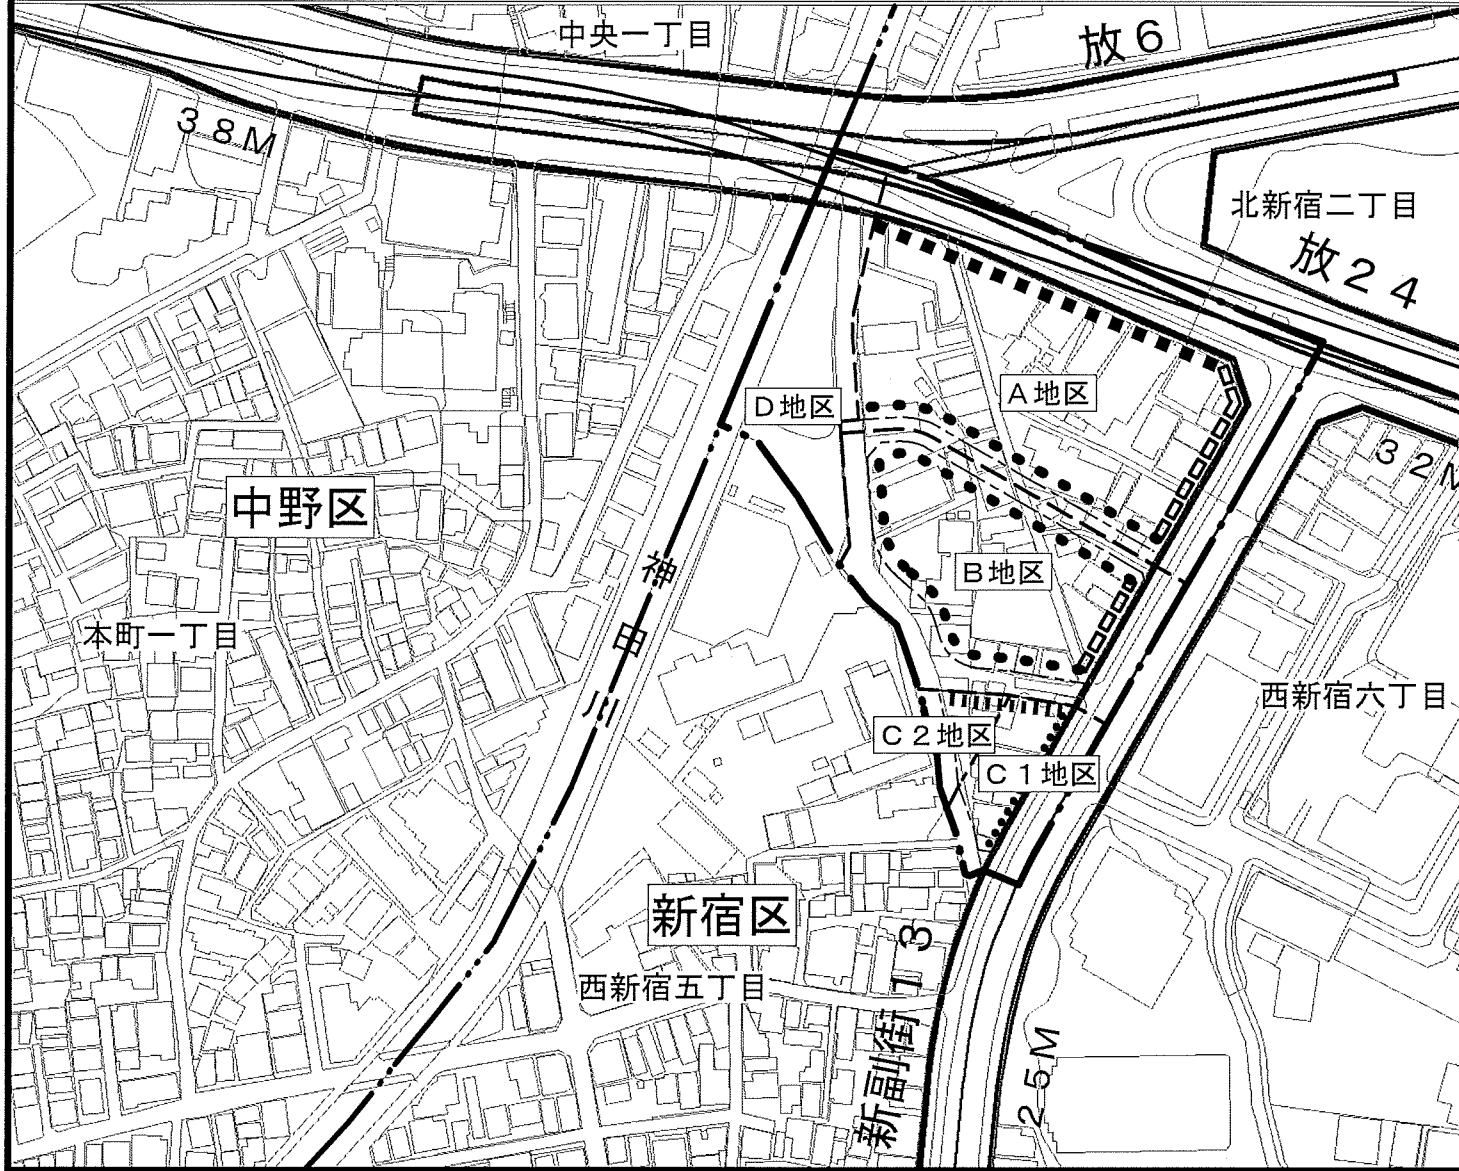 中央一丁目
放6
38M
北新宿二丁目
放24
D地区
A地区
32M
中野区
神田川
B地区
本町一丁目
西新宿六丁目
C2地区
C1地区
新宿区
西新宿五丁目
新副街13
25M